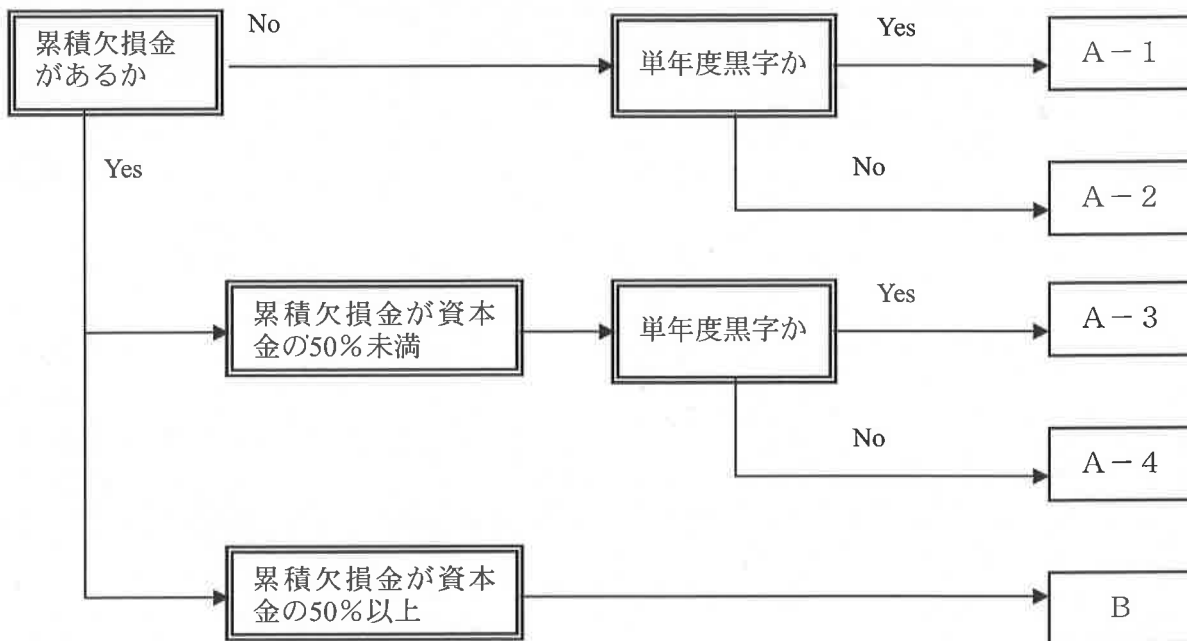 累積欠損金
があるか
No
単年度黒字か
Yes
A－1
Yes
No
A－2
累積欠損金が資本
金の50％未満
単年度黒字か
Yes
A－3
No
A－4
累積欠損金が資本
金の50％以上
B